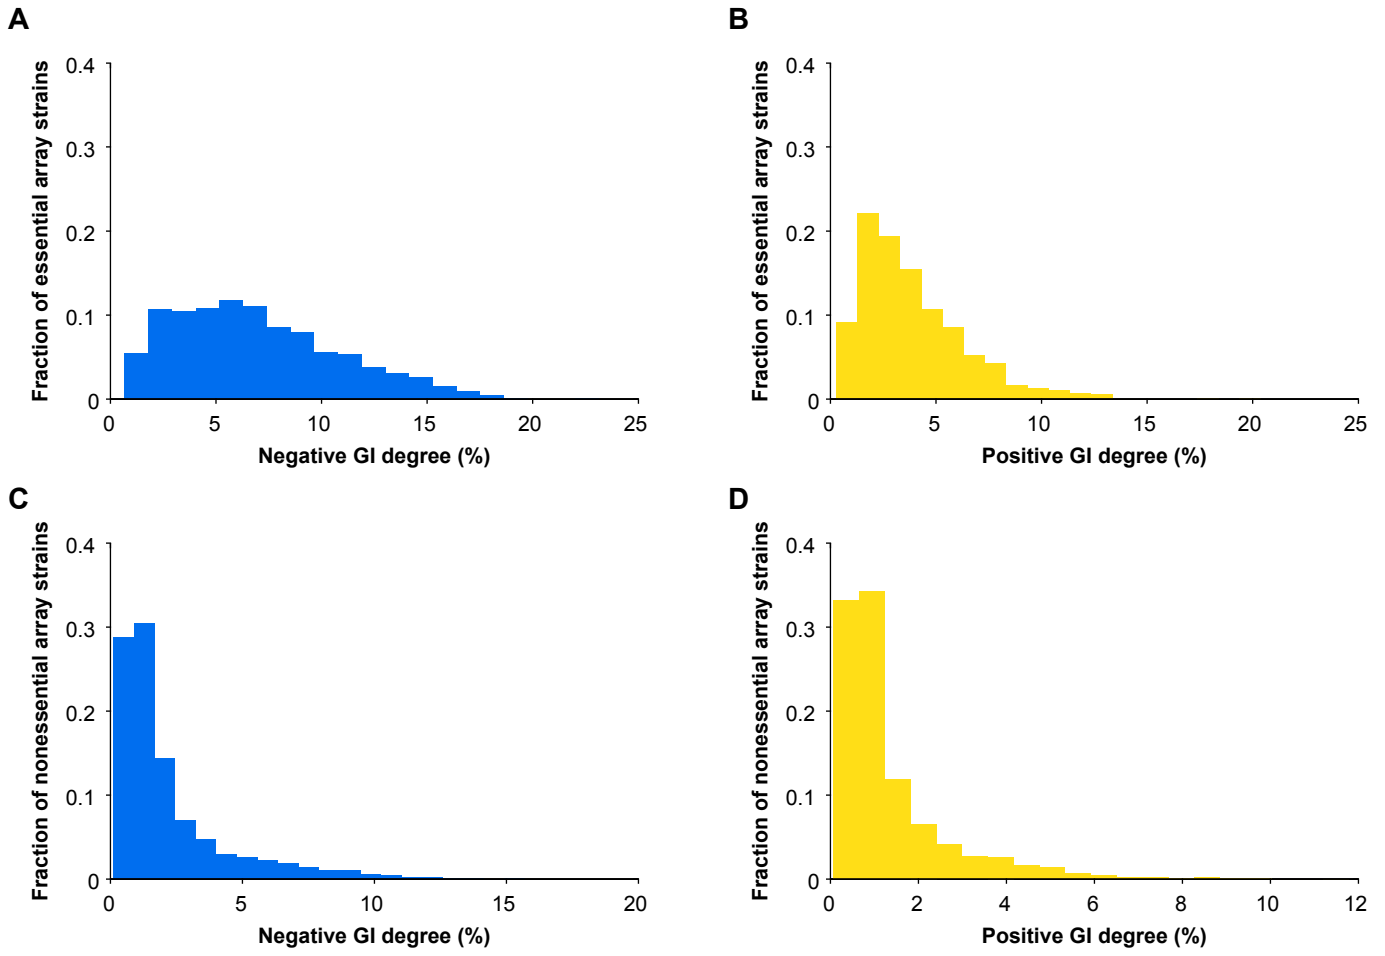 A
Fraction of essential array strains
0.4
0.3
0.2
0.1
0
0 5 10 15 20 25
Negative GI degree (%)
B
Fraction of essential array strains
0.4
0.3
0.2
0.1
0
0 5 10 15 20 25
Positive GI degree (%)
C
Fraction of nonessential array strains
0.4
0.3
0.2
0.1
0
0 5 10 15 20
Negative GI degree (%)
D
Fraction of nonessential array strains
0.4
0.3
0.2
0.1
0
0 2 4 6 8 10 12
Positive GI degree (%)